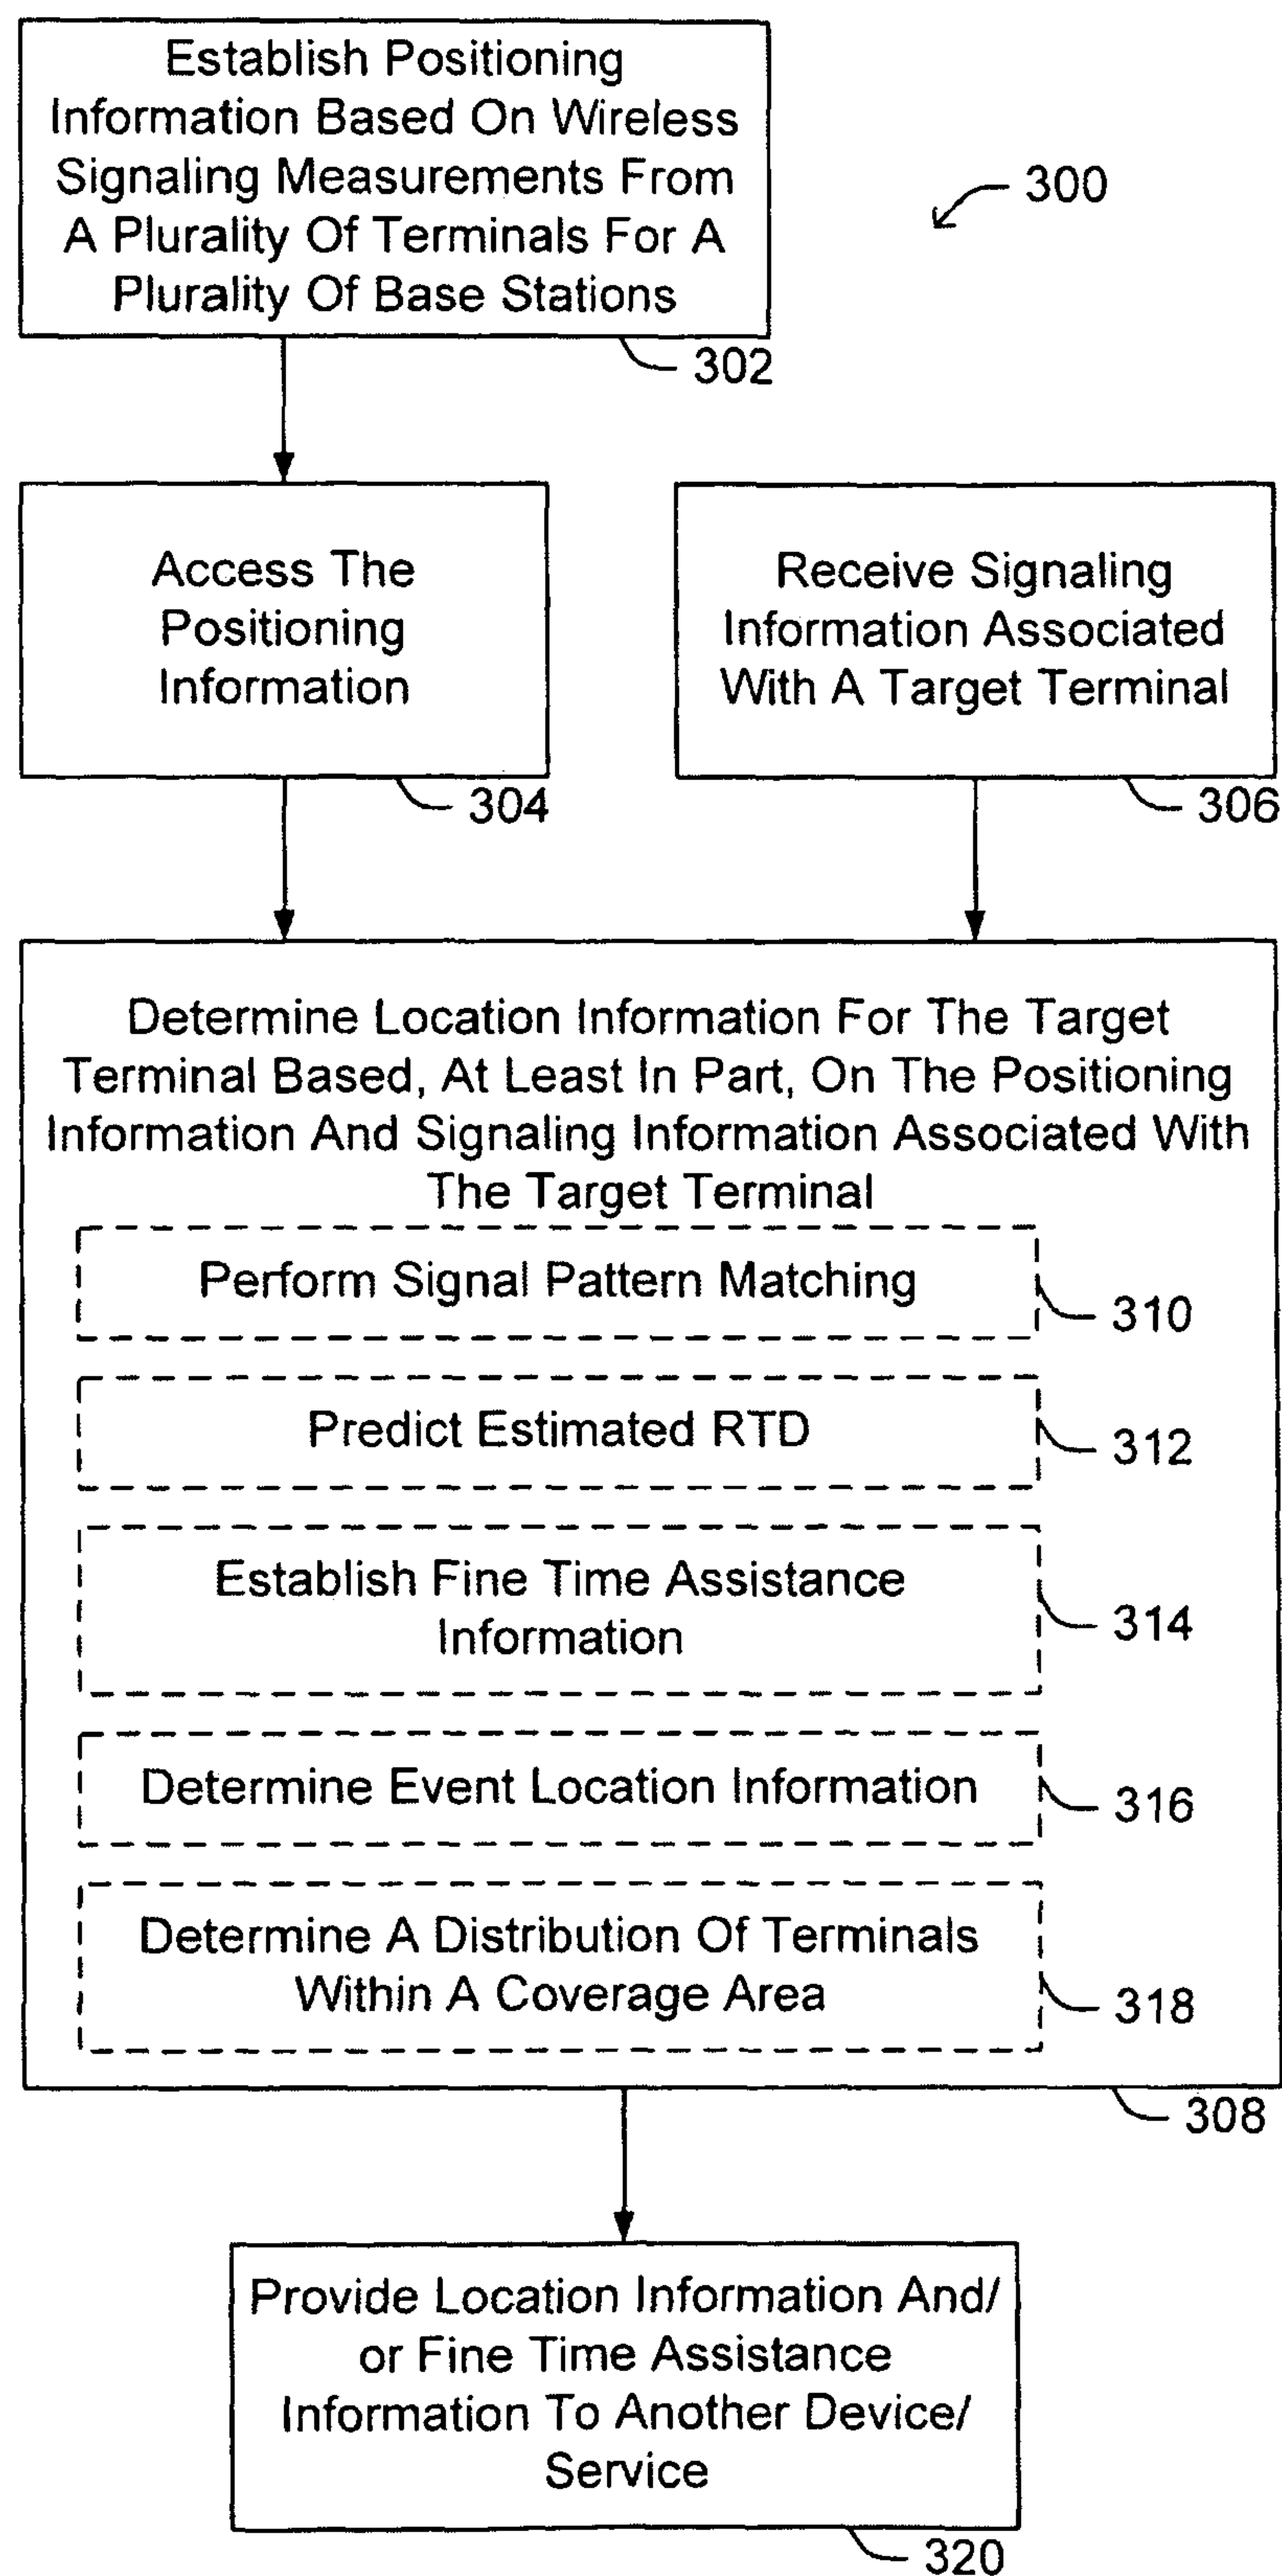 Establish Positioning
Information Based On Wireless
Signaling Measurements From
A Plurality Of Terminals For A
Plurality Of Base Stations
300
302
Access The
Positioning
Information
304
Receive Signaling
Information Associated
With A Target Terminal
306
Determine Location Information For The Target
Terminal Based, At Least In Part, On The Positioning
Information And Signaling Information Associated With
The Target Terminal
Perform Signal Pattern Matching
310
Predict Estimated RTD
312
Establish Fine Time Assistance
Information
314
Determine Event Location Information
316
Determine A Distribution Of Terminals
Within A Coverage Area
318
308
Provide Location Information And/
or Fine Time Assistance
Information To Another Device/
Service
320